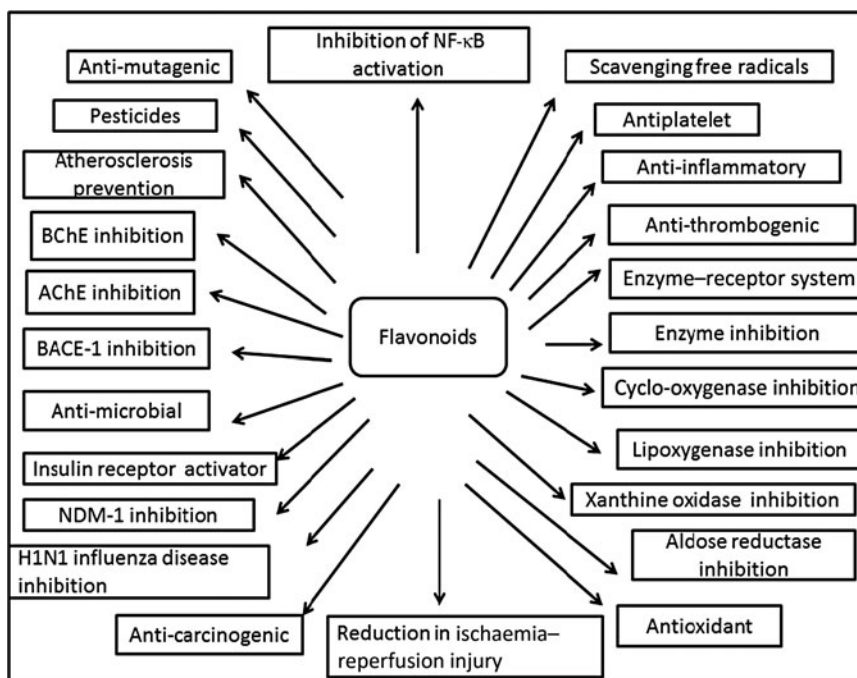 Inhibition of NF-κB
activation
Anti-mutagenic
Pesticides
Atherosclerosis
prevention
BChE inhibition
AChE inhibition
BACE-1 inhibition
Anti-microbial
Insulin receptor activator
NDM-1 inhibition
H1N1 influenza disease
inhibition
Anti-carcinogenic
Flavonoids
Reduction in ischaemia–
reperfusion injury
Scavenging free radicals
Antiplatelet
Anti-inflammatory
Anti-thrombogenic
Enzyme–receptor system
Enzyme inhibition
Cyclo-oxygenase inhibition
Lipoxygenase inhibition
Xanthine oxidase inhibition
Aldose reductase
inhibition
Antioxidant